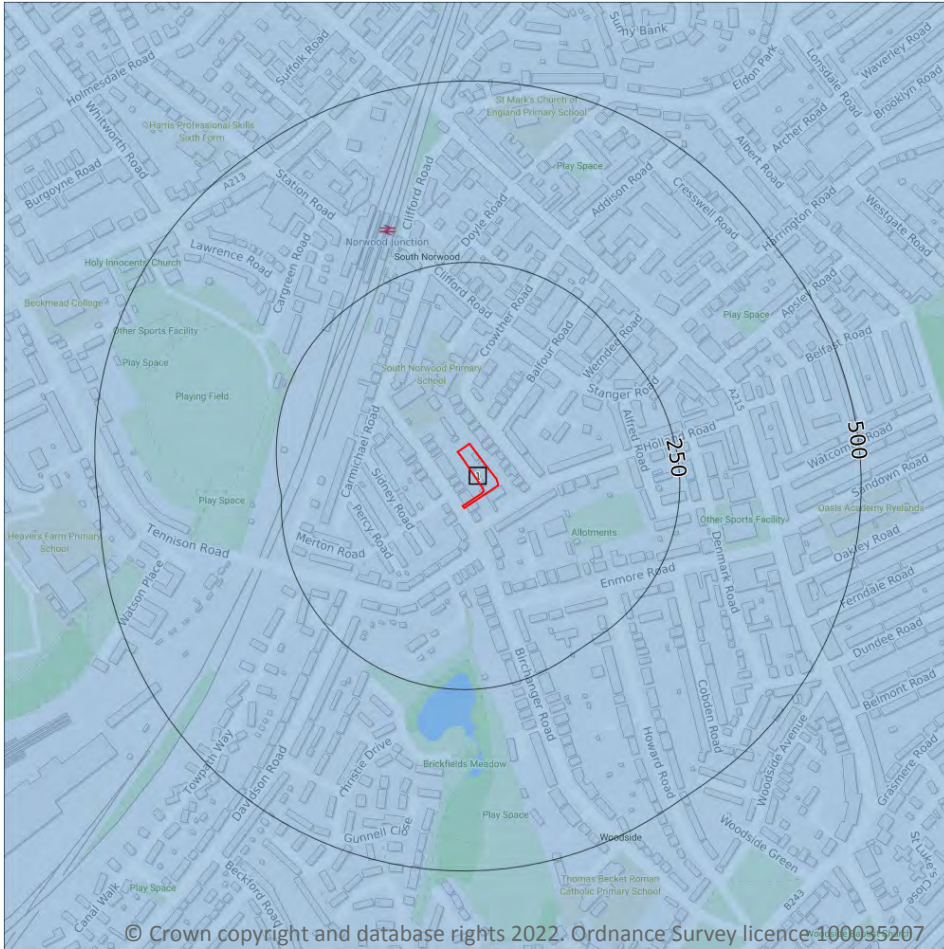 Surrey Bank
Holmesdale Road
Suffolk Road
Eldon Park
Lonsdale Road
Waverley Road
Whitworth Road
Brooklyn Road
St Mark's Church of
England Primary School
Archer Road
Harris Professional Skills
Sixth Form
Albert Road
Burgoyne Road
A213
Station Road
Clifford Road
Play Space
Addison Road
Cresswell Road
Westgate Road
Harrington Road
Doyle Road
Norwood Junction
Lawrence Road
Cargreen Road
South Norwood
Holy Innocents' Church
Clifford Road
Apsley Road
Beckmead College
Crowther Road
Play Space
Other Sports Facility
Balfour Road
Werndee Road
Belfast Road
Play Space
South Norwood Primary
School
Playing Field
Stanger Road
A215
Alfred Road
Holland Road
Watcombe Road
Carmichael Road
250
500
Sandown Road
1
Sidney Road
Play Space
Oasis Academy Ryelands
Percy Road
Other Sports Facility
Heavers Farm Primary
School
Tennison Road
Merton Road
Allotments
Denmark Road
Oakley Road
Enmore Road
Watson Place
Ferndale Road
Dundee Road
Birchanger Road
Cobden Road
Belmont Road
Towpath Way
Davidson Road
Christie Drive
Howard Road
Woodside Avenue
Grasmere Road
Brickfields Meadow
Play Space
Gunnell Close
Woodside
Woodside Green
St Luke's Close
Beckford Road
Thomas Becket Roman
Catholic Primary School
Play Space
Canal Walk
B243
© Crown copyright and database rights 2022. Ordnance Survey licence 100035207